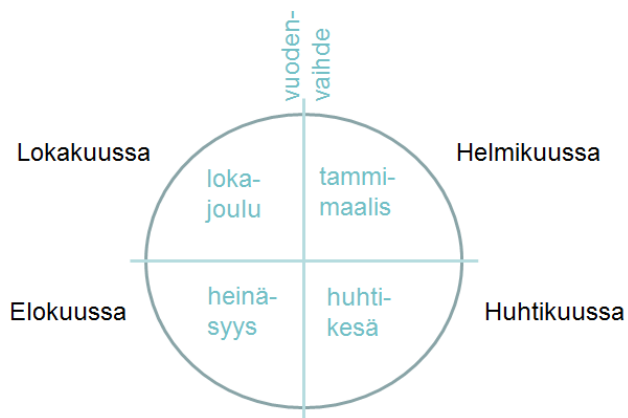 vuoden-
vaihde
Lokakuussa
Helmikuussa
loka-
joulu
tammi-
maalis
Elokuussa
heinä-
syys
huhti-
kesä
Huhtikuussa